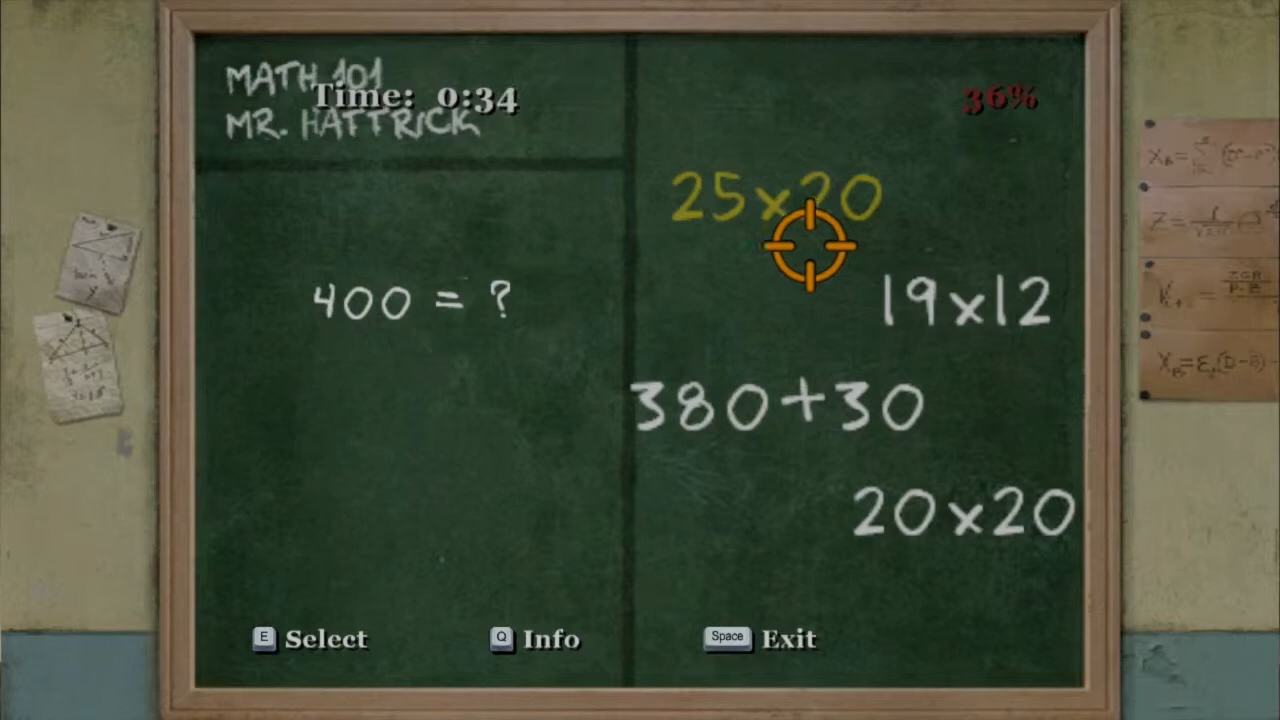 MATH 101
Time: 0:34
36%
MR. HATTRICK
25x20
400 = ?
19x12
380+30
20x20
E Select
Q Info
Space Exit